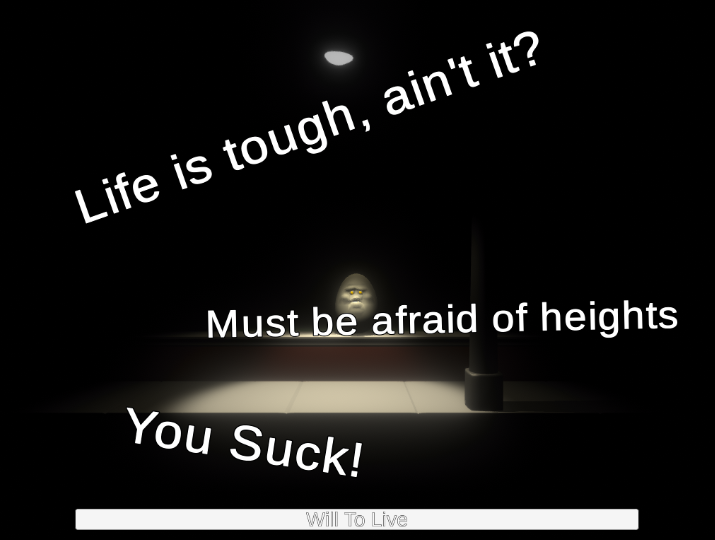 Life is tough, ain't it?
Must be afraid of heights
You Suck!
Will To Live